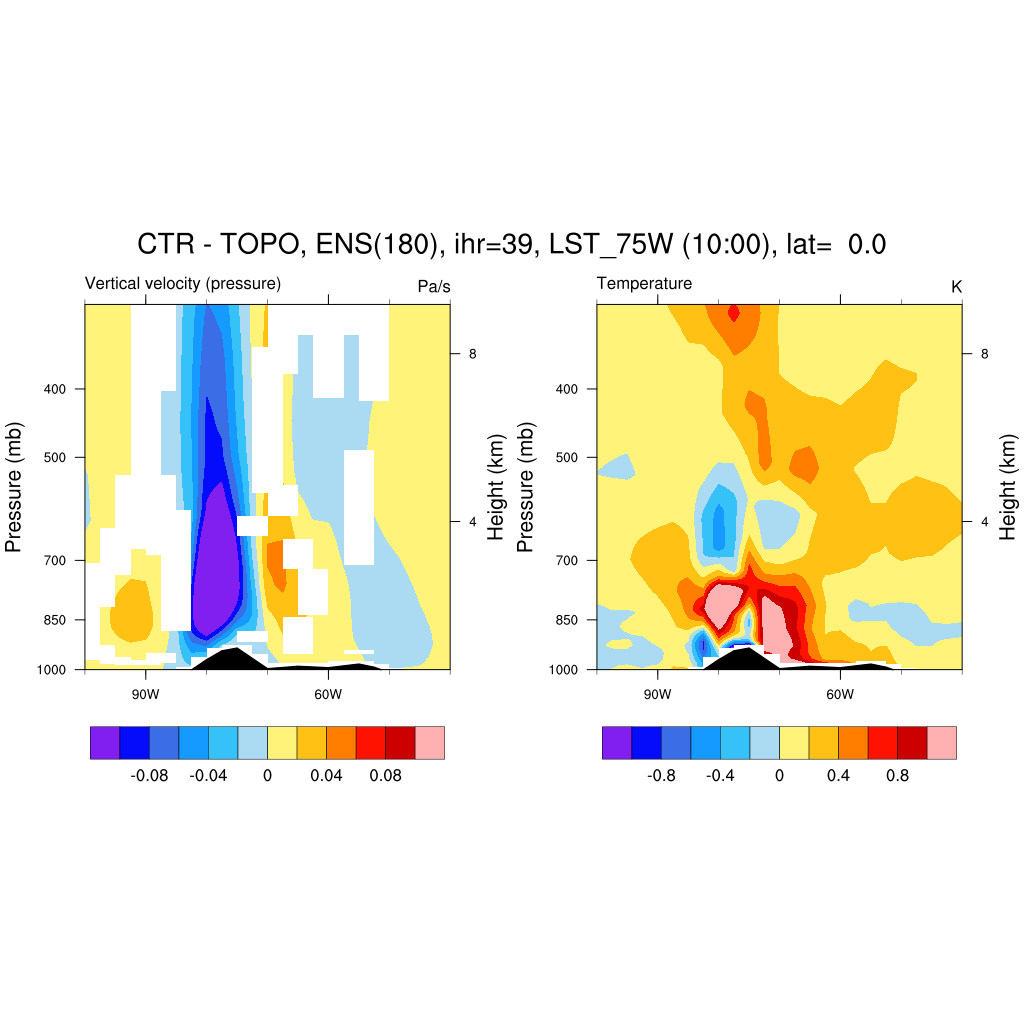 CTR - TOPO, ENS(180), ihr=39, LST_75W (10:00), lat= 0.0
Vertical velocity (pressure) Pa/s
Pressure (mb)
400
500
700
850
1000
90W 60W
8
4
Height (km)
-0.08 -0.04 0 0.04 0.08
Temperature K
Pressure (mb)
400
500
700
850
1000
90W 60W
8
4
Height (km)
-0.8 -0.4 0 0.4 0.8